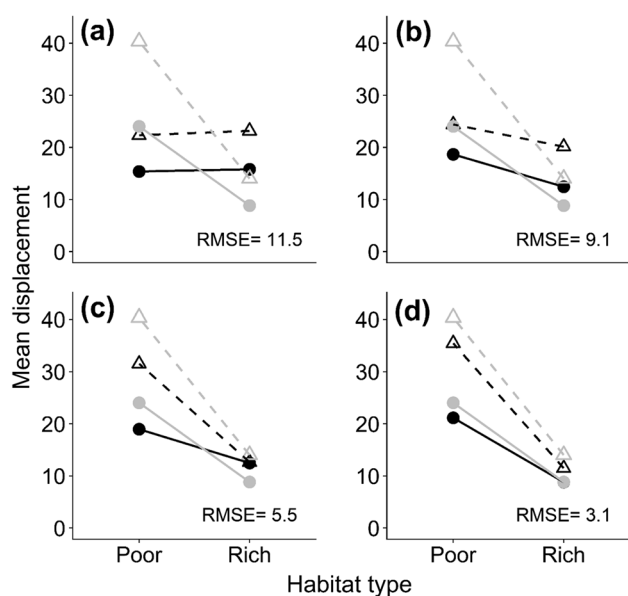 (a)
40
30
20
10
0
RMSE= 11.5
(b)
40
30
20
10
0
RMSE= 9.1
(c)
40
30
20
10
0
RMSE= 5.5
(d)
40
30
20
10
0
RMSE= 3.1
Mean displacement
Poor Rich
Poor Rich
Habitat type